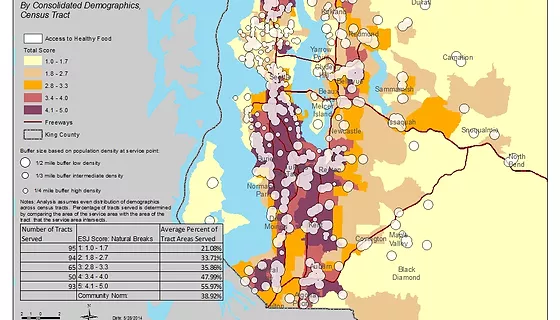 By Consolidated Demographics,
Census Tract
Access to Healthy Food
Total Score
1.0 - 1.7
1.8 - 2.7
2.8 - 3.3
3.4 - 4.0
4.1 - 5.0
Freeways
King County
Buffer size based on population density at service point:
1/2 mile buffer low density
1/3 mile buffer intermediate density
1/4 mile buffer high density
Notes: Analysis assumes even distribution of demographics
across census tracts. Percentage of tracts served is determined
by comparing the area of the service area with the area of the
tract that the service area intersects.
Number of Tracts Served ESJ Score: Natural Breaks Average Percent of Tract Areas Served
95 1: 1.0 - 1.7 21.08%
94 2: 1.8 - 2.7 33.71%
65 3: 2.8 - 3.3 35.86%
50 4: 3.4 - 4.0 47.99%
93 5: 4.1 - 5.0 55.97%
Community Norm: 38.92%
Date: 5/28/2014
Kirkland
Redmond
Duvall
Yarrow
Point
Carnation
Sammamish
Mercer
Island
Newcastle
Issaquah
Snoqualmie
North
Bend
Renton
Normandy
Park
Des
Moines
Kent
Covington
Maple
Valley
Black
Diamond
Auburn